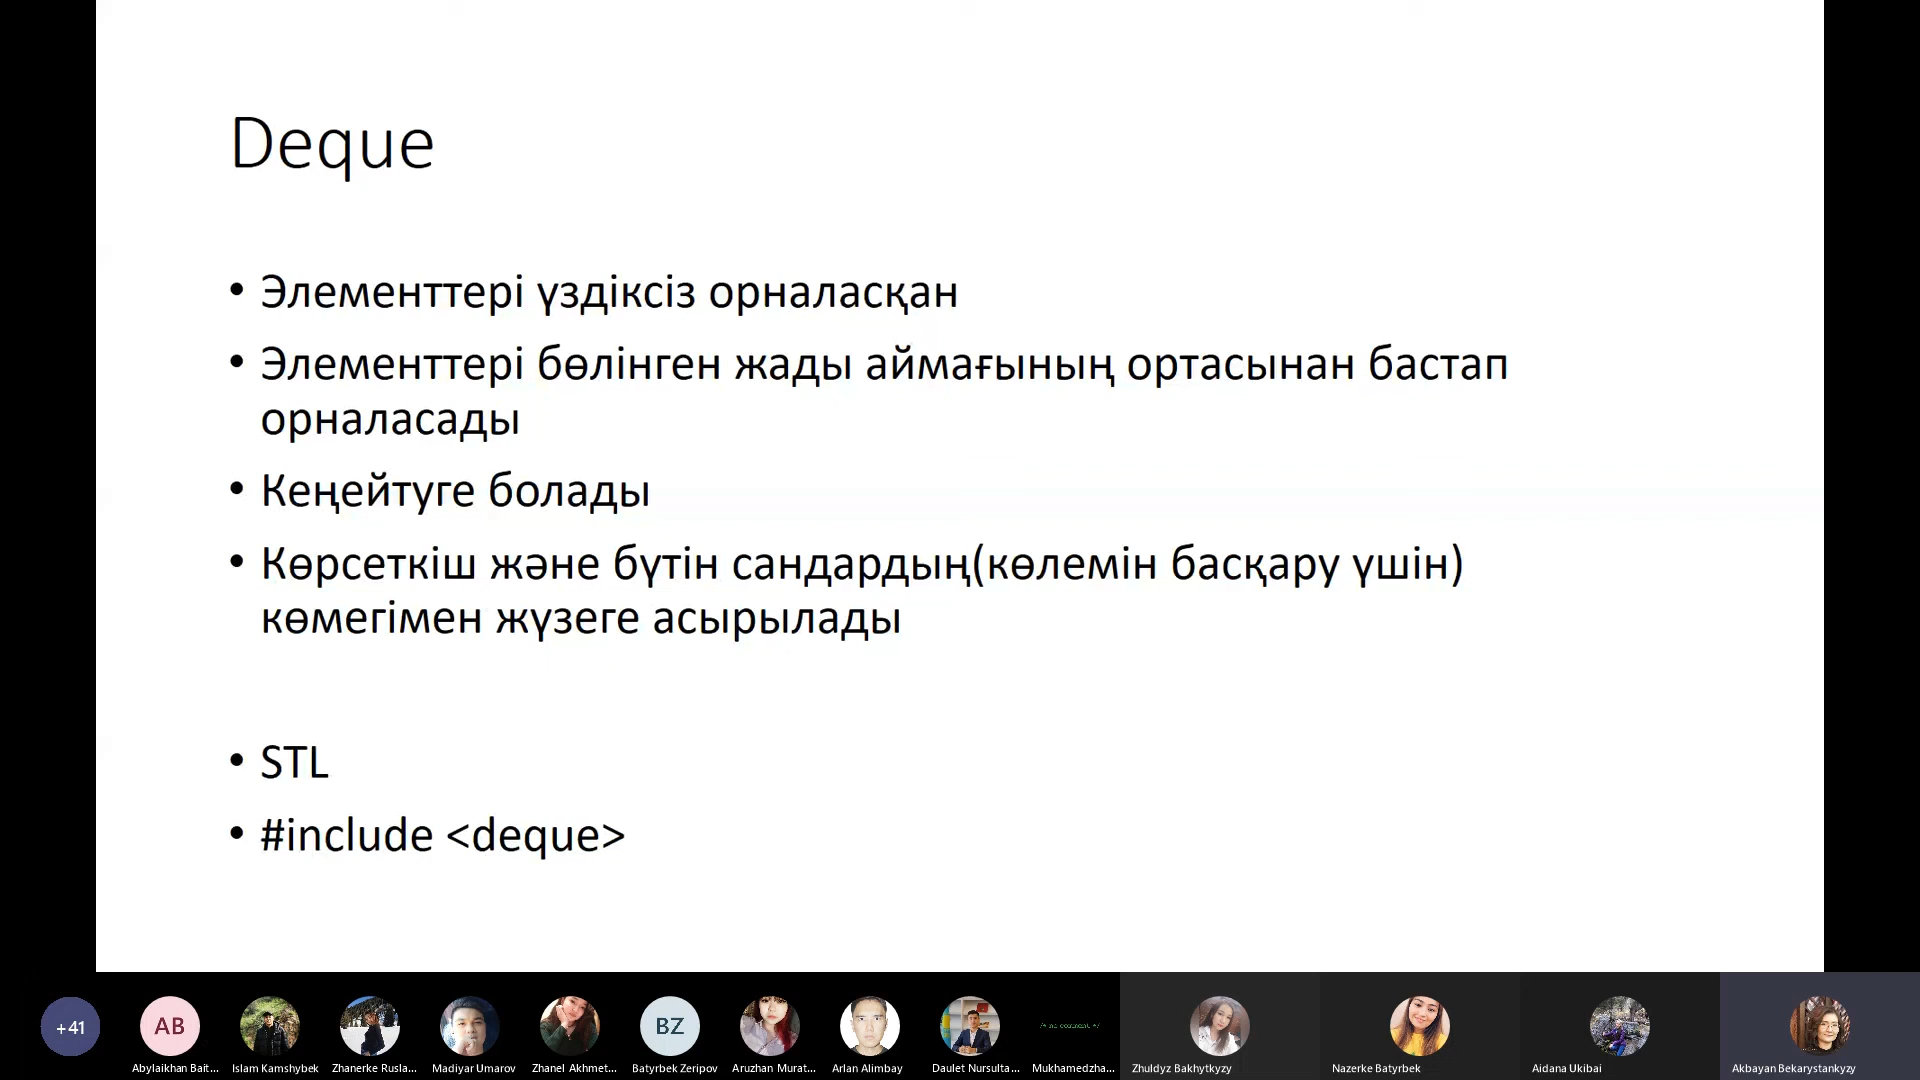 Deque
• Элементтері үздіксіз орналасқан
• Элементтері бөлінген жады аймағының ортасынан бастап
орналасады
• Кеңейтуге болады
• Көрсеткіш және бүтін сандардың(көлемін басқару үшін)
көмегімен жүзеге асырылады
• STL
• #include <deque>
+41
AB
BZ
/* no comment */
Abylaikhan Bait...
Islam Kamshybek
Zhanerke Rusla...
Madiyar Umarov
Zhanel Akhmet...
Batyrbek Zeripov
Aruzhan Murat...
Arlan Alimbay
Daulet Nursulta...
Mukhamedzha...
Zhuldyz Bakhytkyzy
Nazerke Batyrbek
Aidana Ukibai
Akbayan Bekarystankyzy